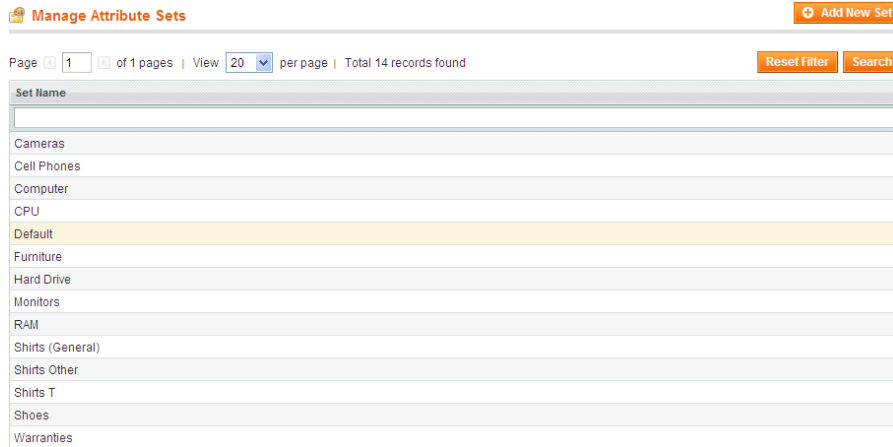 Manage Attribute Sets
Add New Set
Page 1 of 1 pages | View 20 per page | Total 14 records found
Reset Filter Search
Set Name
Cameras
Cell Phones
Computer
CPU
Default
Furniture
Hard Drive
Monitors
RAM
Shirts (General)
Shirts Other
Shirts T
Shoes
Warranties